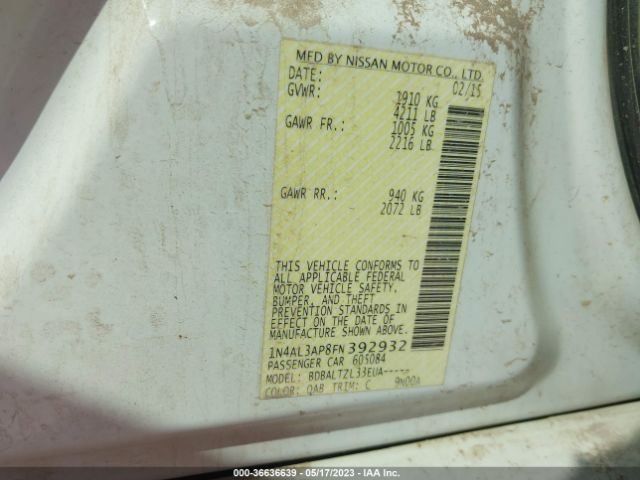 MFD BY NISSAN MOTOR CO., LTD.
DATE: 02/15
GVWR: 1910 KG
4211 LB
GAWR FR.: 1005 KG
2216 LB
GAWR RR.: 940 KG
2072 LB
THIS VEHICLE CONFORMS TO
ALL APPLICABLE FEDERAL
MOTOR VEHICLE SAFETY,
BUMPER, AND THEFT
PREVENTION STANDARDS IN
EFFECT ON THE DATE OF
MANUFACTURE SHOWN ABOVE.
1N4AL3AP8FN392932
PASSENGER CAR 605084
MODEL: BDBALTZL33EUA-----
COLOR: QAB TRIM: C 9N00A
000-36636639 / 05/17/2023 - IAA Inc.